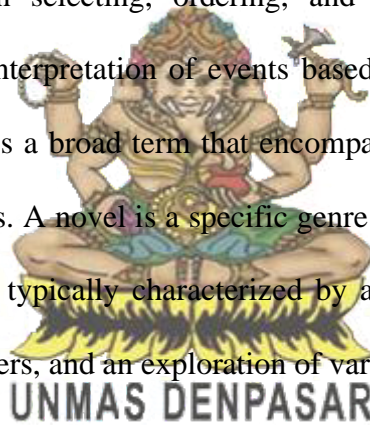 selecting, ordering, and
nterpretation of events based
s a broad term that encompa
s. A novel is a specific genre
typically characterized by a
ers, and an exploration of var
UNMAS DENPASAR